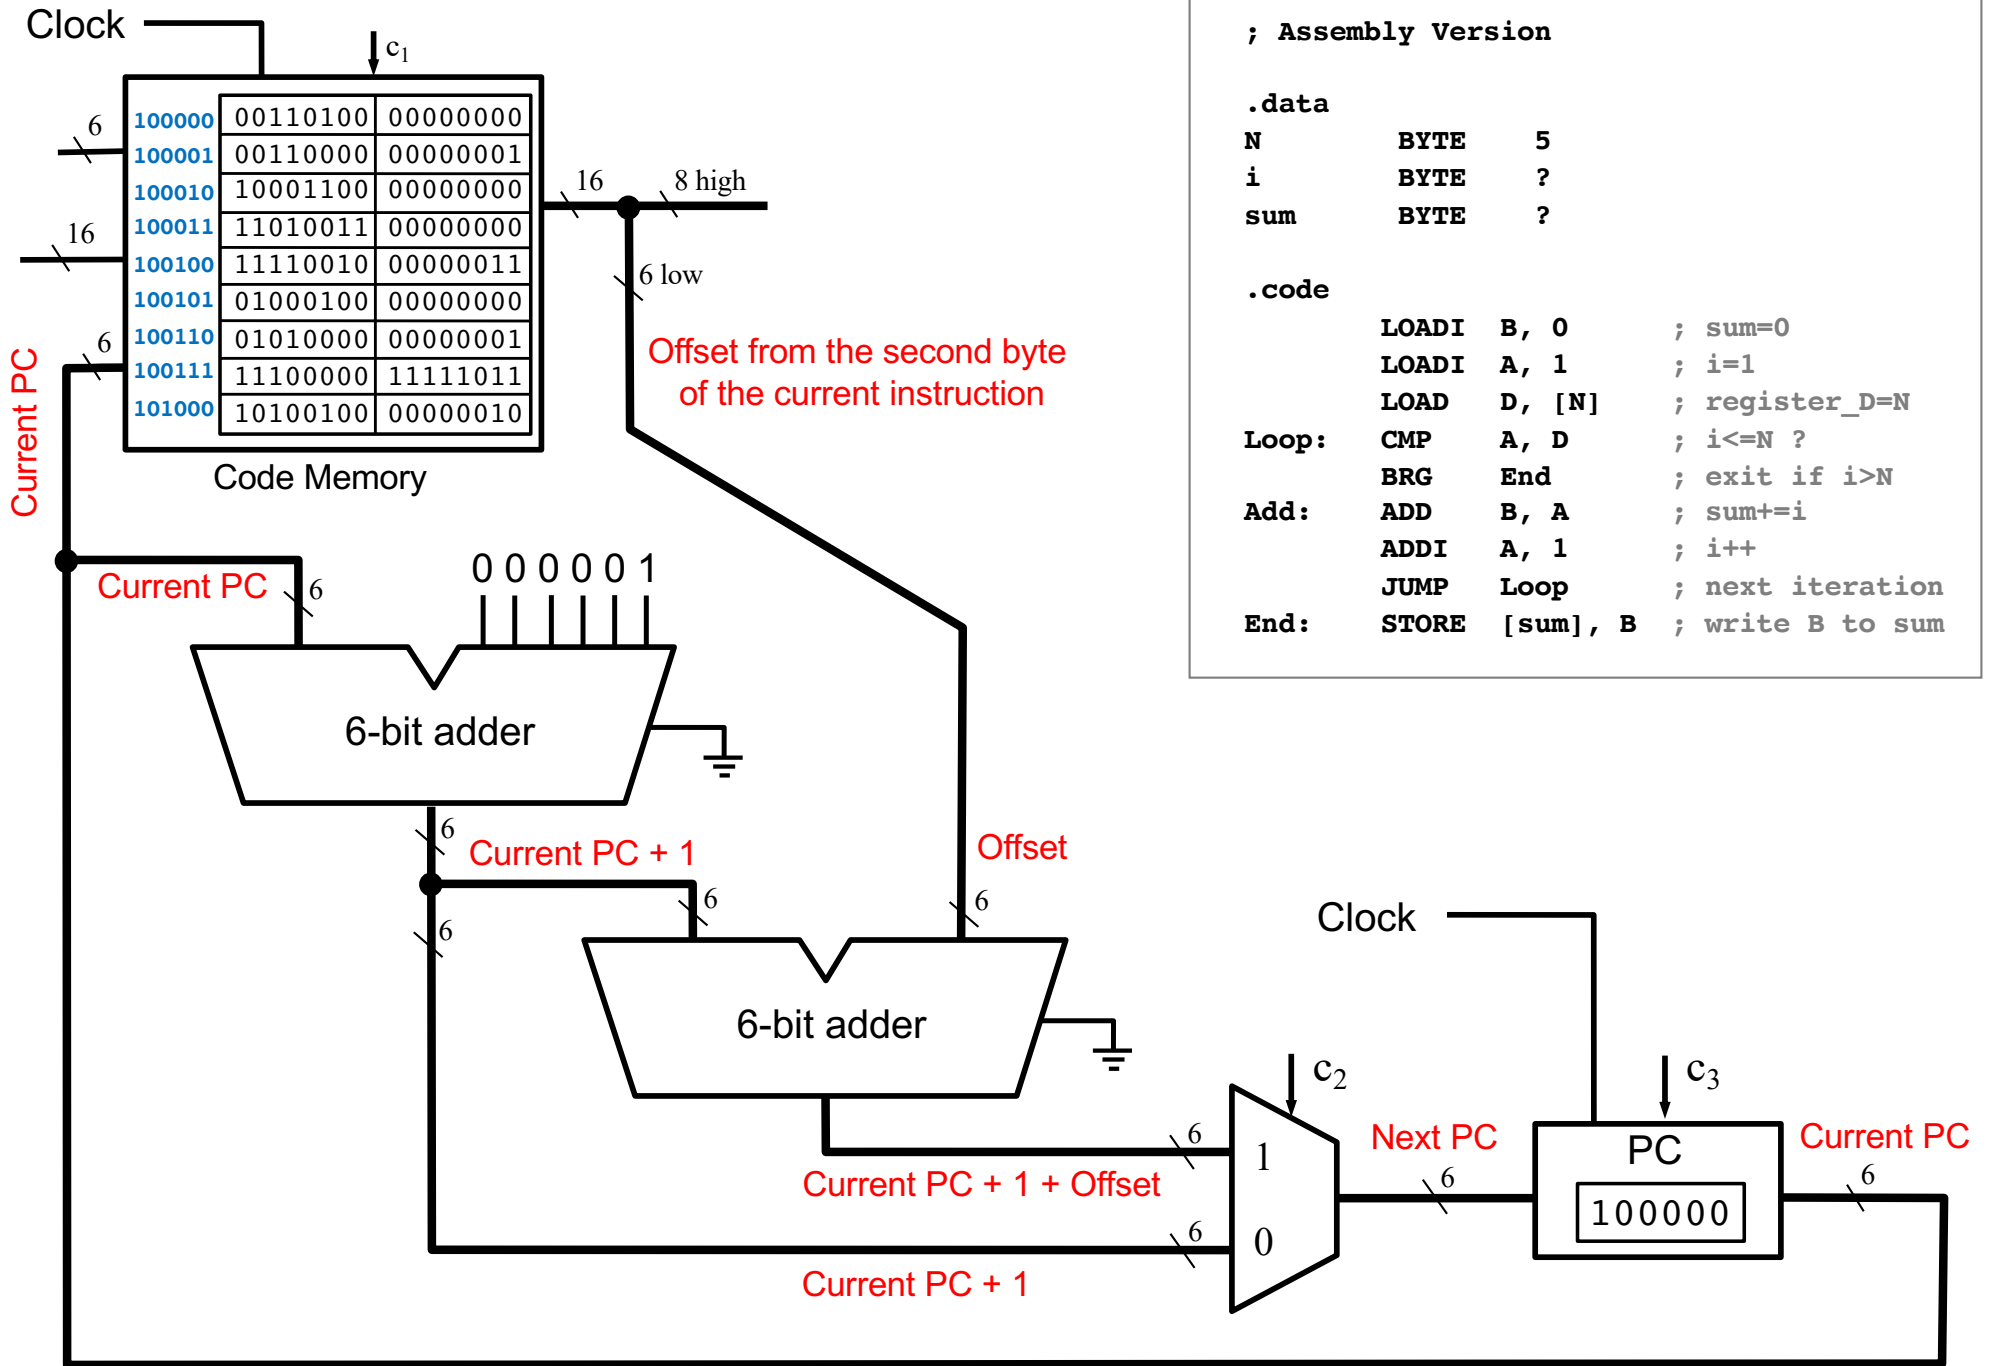 Clock
c1
6
16
6
Current PC
100000 00110100 00000000
100001 00110000 00000001
100010 10001100 00000000
100011 11010011 00000000
100100 11110010 00000011
100101 01000100 00000000
100110 01010000 00000001
100111 11100000 11111011
101000 10100100 00000010
Code Memory
16
8 high
6 low
Offset from the second byte
of the current instruction
; Assembly Version
.data
N BYTE 5
i BYTE ?
sum BYTE ?
.code
LOADI B, 0 ; sum=0
LOADI A, 1 ; i=1
LOAD D, [N] ; register_D=N
Loop: CMP A, D ; i<=N ?
BRG End ; exit if i>N
Add: ADD B, A ; sum+=i
ADDI A, 1 ; i++
JUMP Loop ; next iteration
End: STORE [sum], B ; write B to sum
Current PC
6
0 0 0 0 0 1
6-bit adder
6
Current PC + 1
6
6
Offset
6
6-bit adder
Clock
c2
c3
6
1
Current PC + 1 + Offset
6
0
Current PC + 1
Next PC
6
PC
100000
Current PC
6